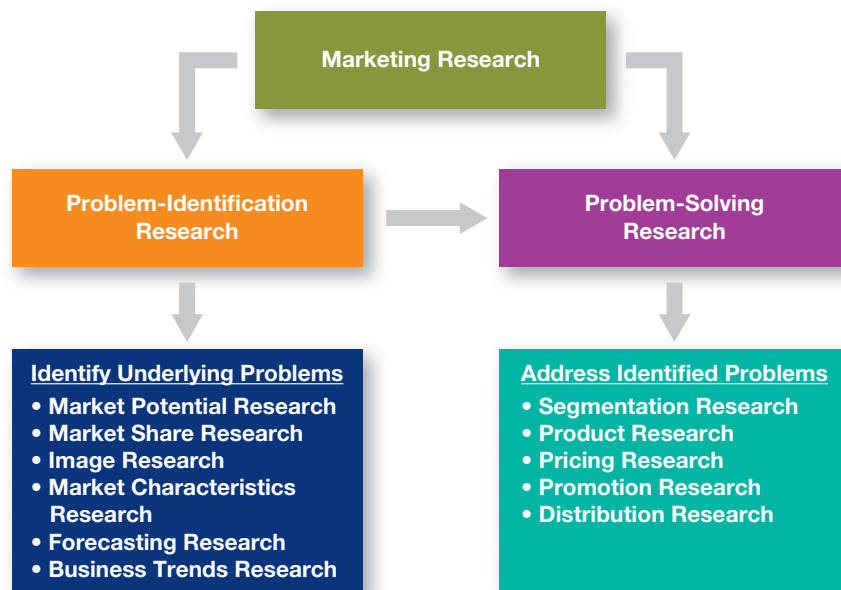 Marketing Research
Problem-Identification
Research
Problem-Solving
Research
Identify Underlying Problems
• Market Potential Research
• Market Share Research
• Image Research
• Market Characteristics
Research
• Forecasting Research
• Business Trends Research
Address Identified Problems
• Segmentation Research
• Product Research
• Pricing Research
• Promotion Research
• Distribution Research